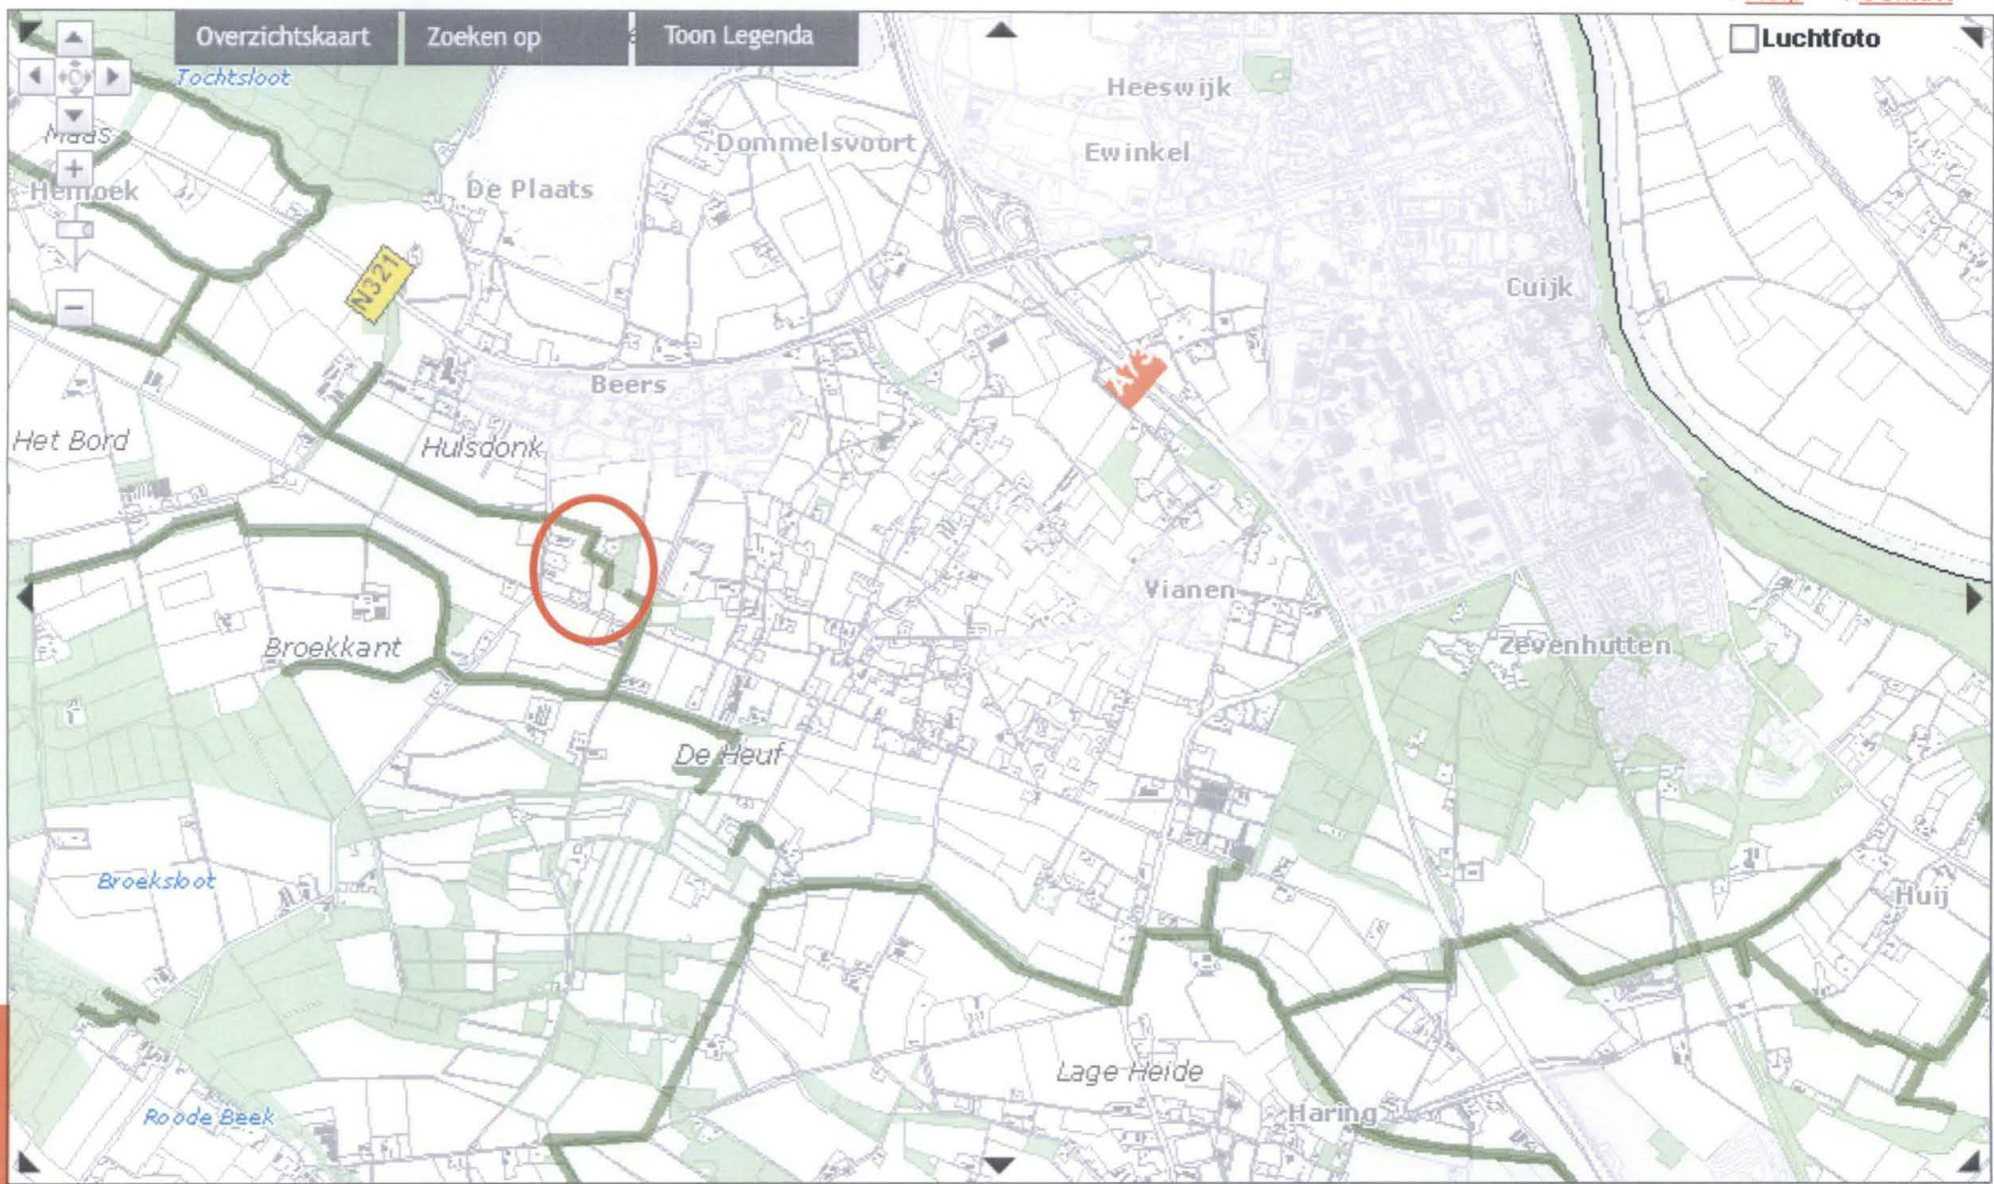 Overzichtskaart
Zoeken op
Toon Legenda
Luchtfoto
Tochtsloot
Heeswijk
Maas
Dommelsvoort
Ewinkel
De Plaats
N321
Cuijk
A73
Beers
Het Bord
Hulsdonk
Vianen
Broekkant
Zevenhutten
De Heuf
Broeksloot
Huij
Lage Heide
Haring
Roode Beek